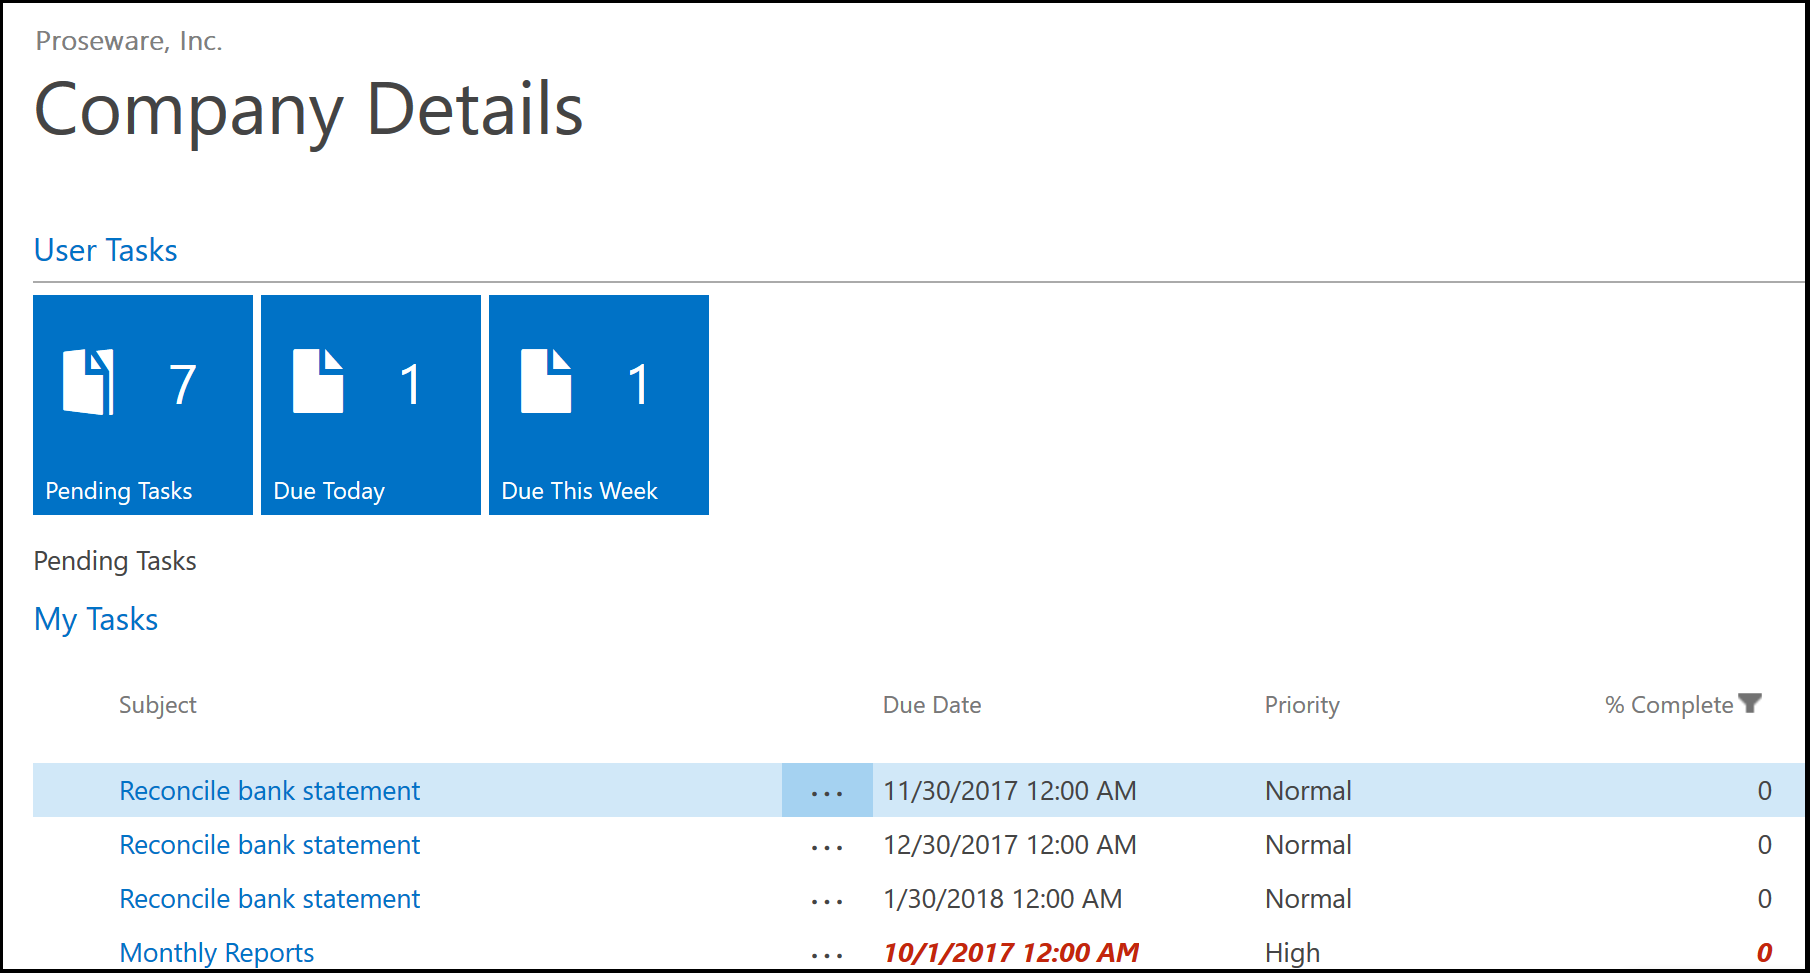 Proseware, Inc.
Company Details
User Tasks
7 1 1
Pending Tasks Due Today Due This Week
Pending Tasks
My Tasks
Subject Due Date Priority % Complete
Reconcile bank statement ... 11/30/2017 12:00 AM Normal 0
Reconcile bank statement ... 12/30/2017 12:00 AM Normal 0
Reconcile bank statement ... 1/30/2018 12:00 AM Normal 0
Monthly Reports ... 10/1/2017 12:00 AM High 0